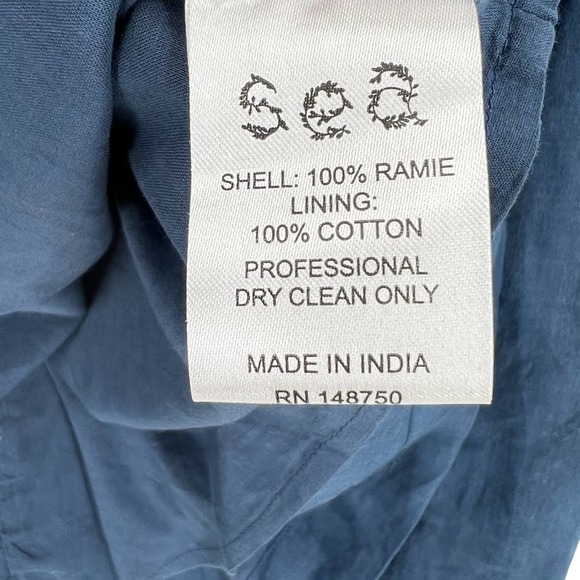 Sea
SHELL: 100% RAMIE
LINING:
100% COTTON
PROFESSIONAL
DRY CLEAN ONLY
MADE IN INDIA
RN 148750